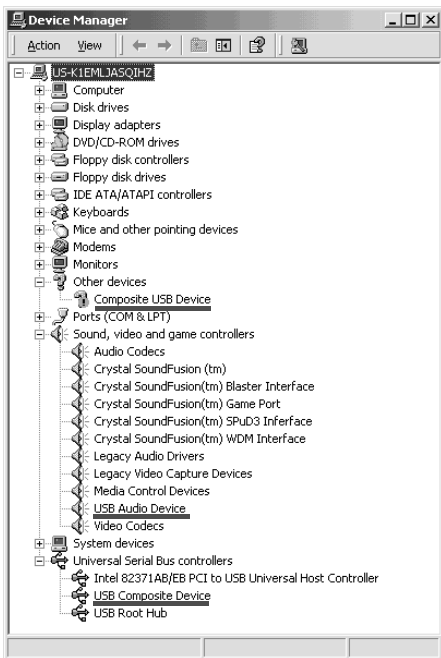 Device Manager
Action View
US-K1EMLJASQIHZ
Computer
Disk drives
Display adapters
DVD/CD-ROM drives
Floppy disk controllers
Floppy disk drives
IDE ATA/ATAPI controllers
Keyboards
Mice and other pointing devices
Modems
Monitors
Other devices
Composite USB Device
Ports (COM & LPT)
Sound, video and game controllers
Audio Codecs
Crystal SoundFusion (tm)
Crystal SoundFusion(tm) Blaster Interface
Crystal SoundFusion(tm) Game Port
Crystal SoundFusion(tm) SPuD3 Inferface
Crystal SoundFusion(tm) WDM Interface
Legacy Audio Drivers
Legacy Video Capture Devices
Media Control Devices
USB Audio Device
Video Codecs
System devices
Universal Serial Bus controllers
Intel 82371AB/EB PCI to USB Universal Host Controller
USB Composite Device
USB Root Hub